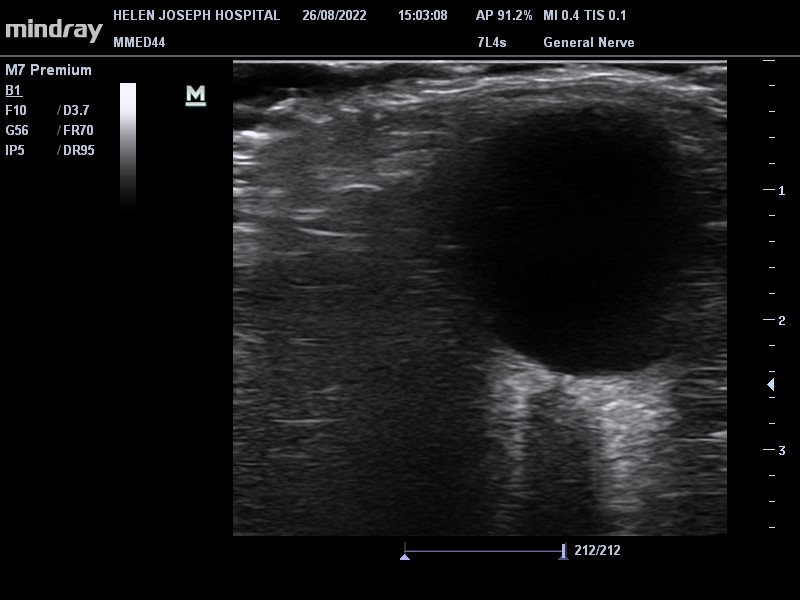 mindray
HELEN JOSEPH HOSPITAL 26/08/2022 15:03:08 AP 91.2% MI 0.4 TIS 0.1
MMED44 7L4s General Nerve
M7 Premium
B1
F10 / D3.7
G56 / FR70
IP5 / DR95
M
1
2
3
212/212